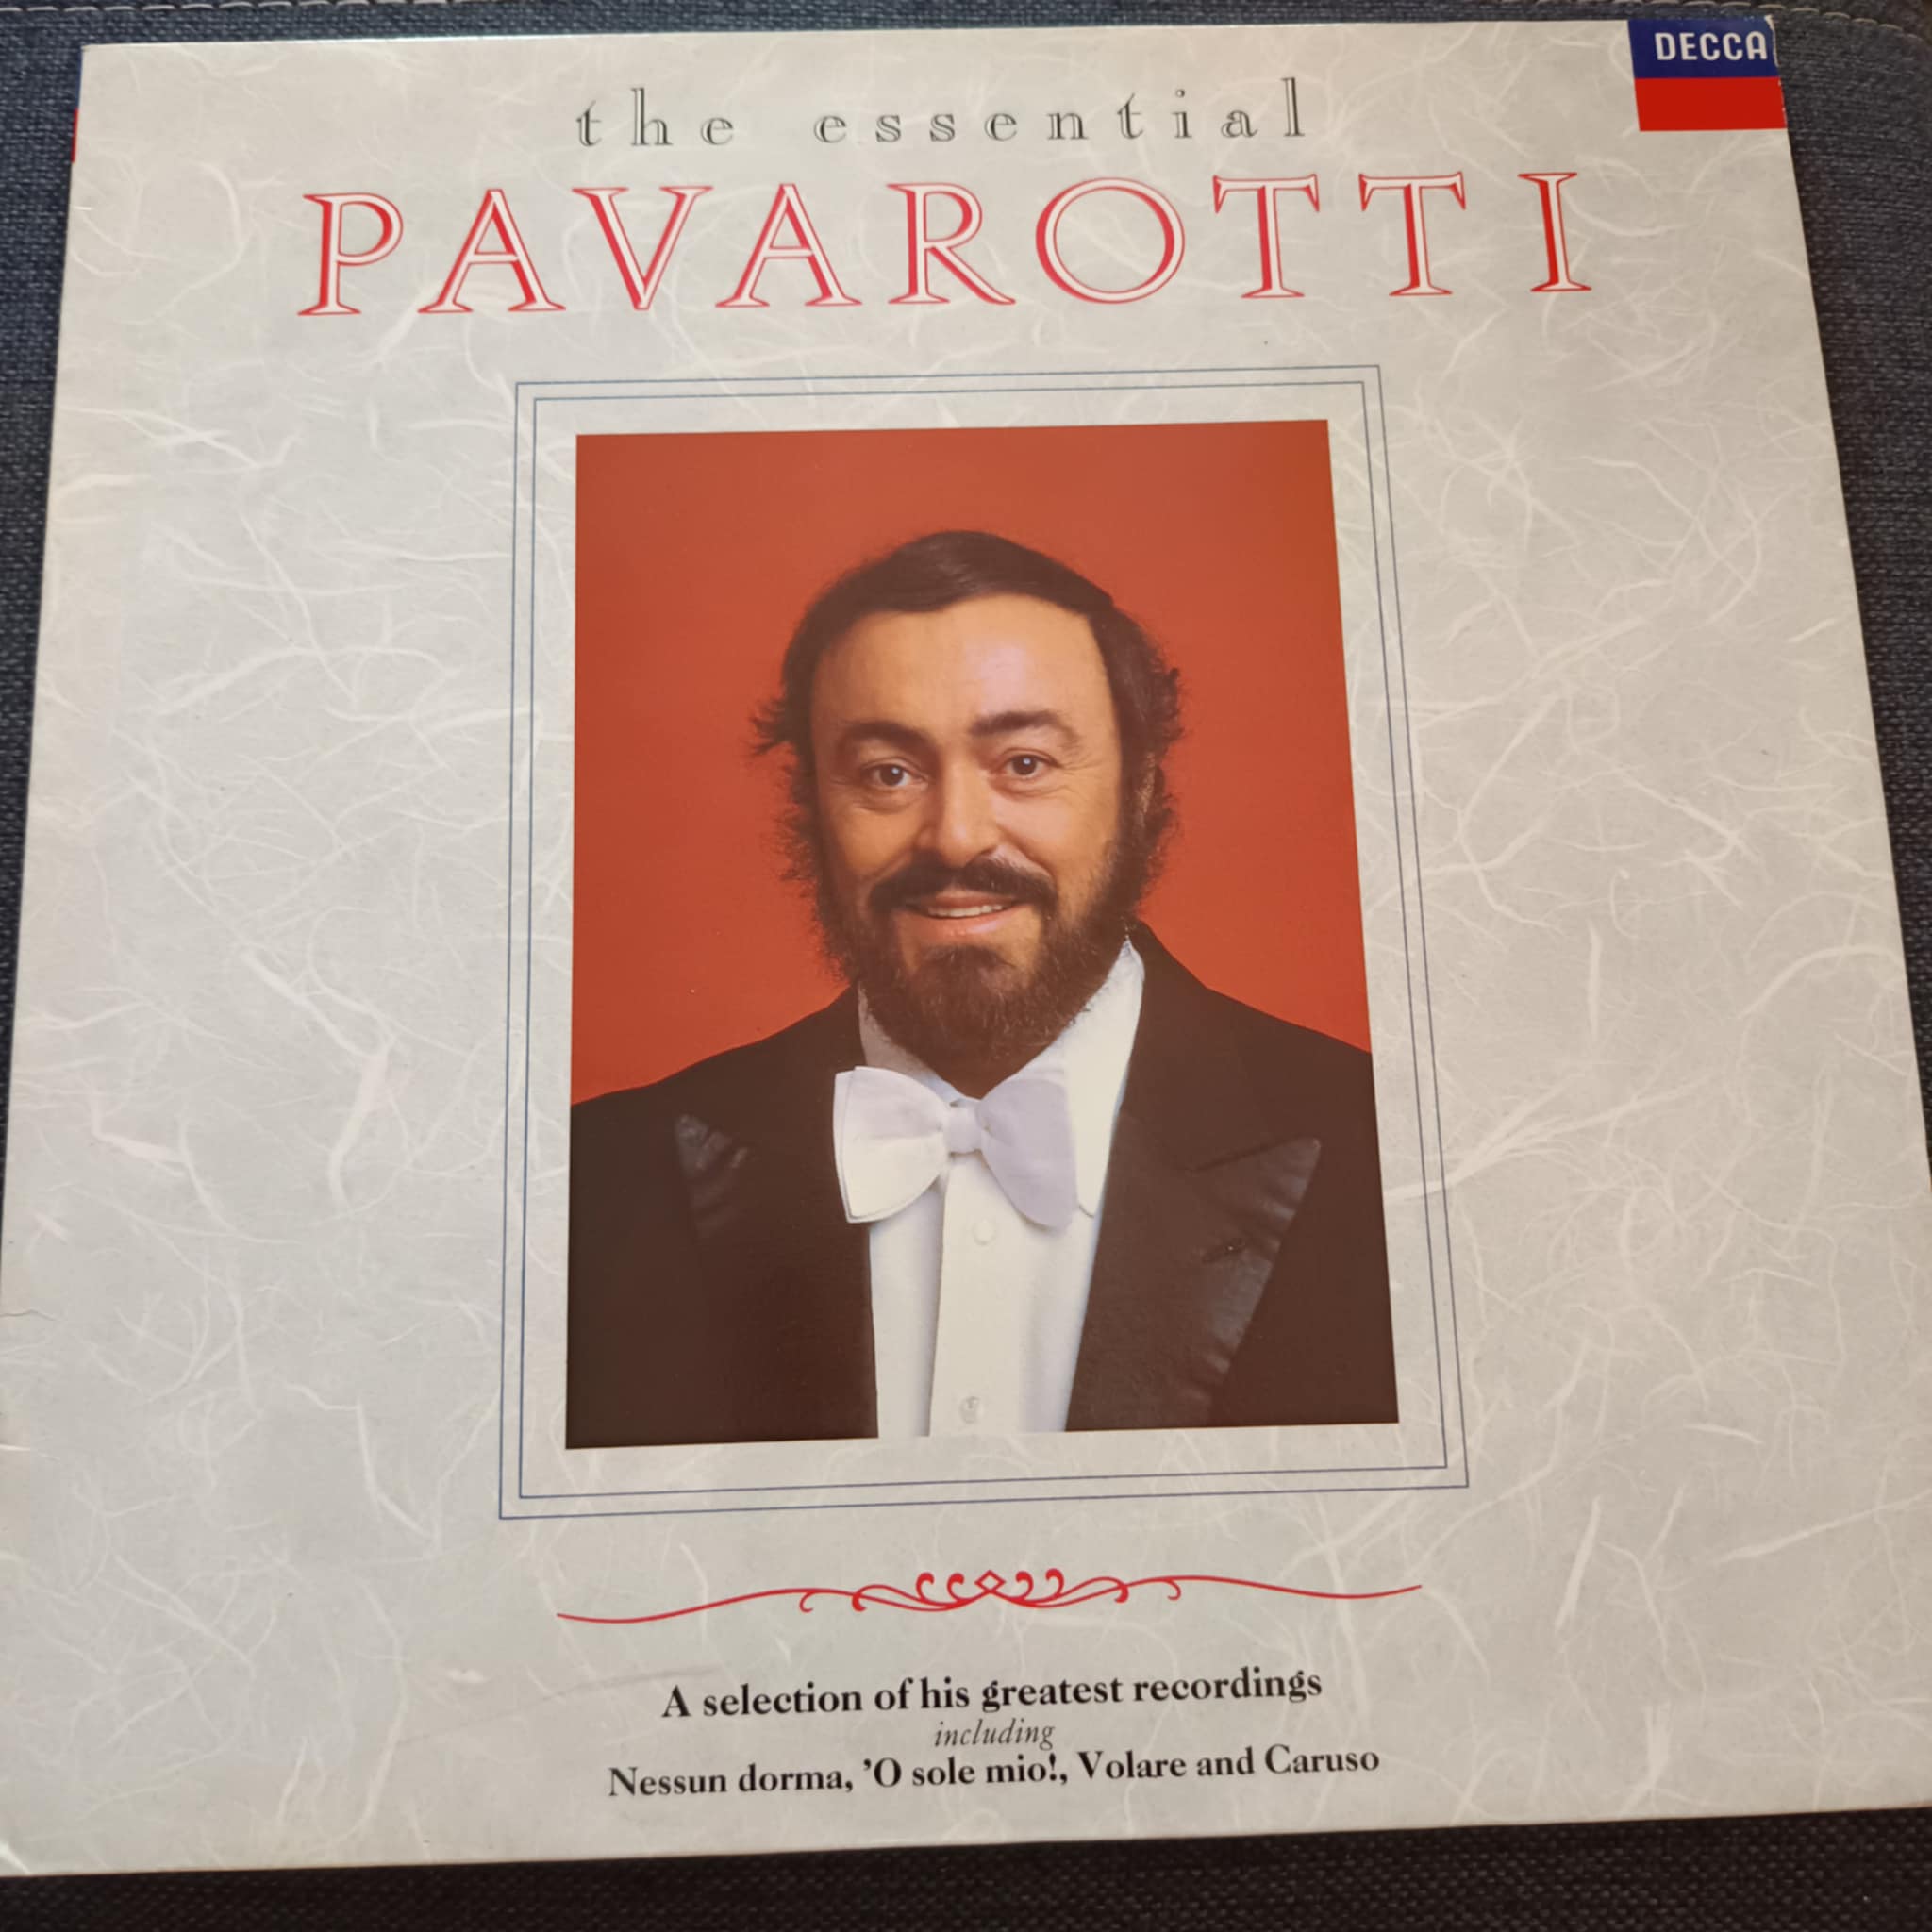 DECCA
the essential
PAVAROTTI
A selection of his greatest recordings
including
Nessun dorma, 'O sole mio!, Volare and Caruso